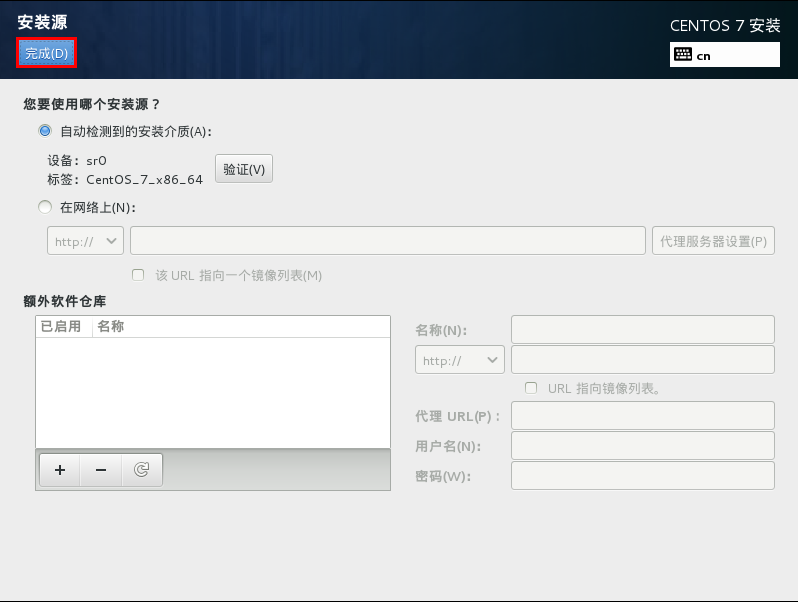 安装源
CENTOS 7 安装
完成(D)
cn
您要使用哪个安装源？
自动检测到的安装介质(A):
设备: sr0
标签: CentOS_7_x86_64
验证(V)
在网络上(N):
http://
代理服务器设置(P)
该 URL 指向一个镜像列表(M)
额外软件仓库
已启用 名称
名称(N):
http://
URL 指向镜像列表。
代理 URL(P)：
用户名(N):
密码(W):